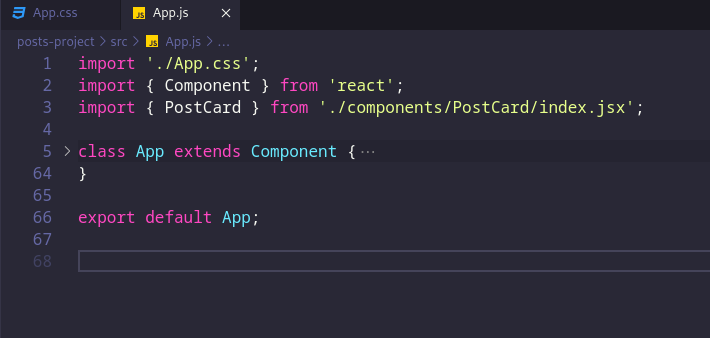 App.css JS App.js ×
posts-project > src > JS App.js > ...
1 import './App.css';
2 import { Component } from 'react';
3 import { PostCard } from './components/PostCard/index.jsx';
4
5 > class App extends Component {···
64 }
65
66 export default App;
67
68